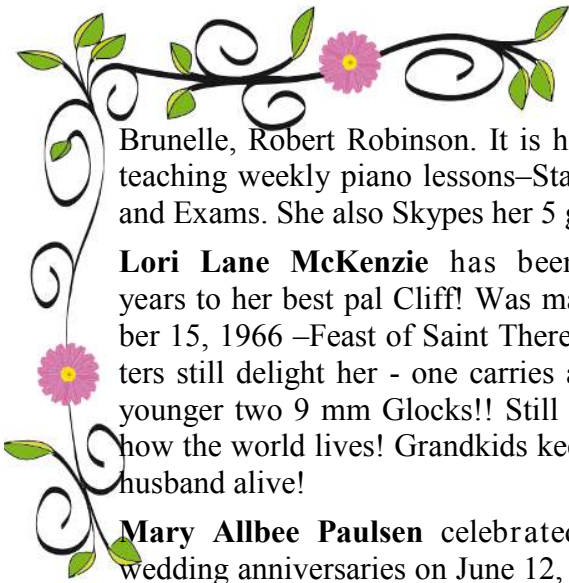 Brunelle, Robert Robinson. It is h
teaching weekly piano lessons–Sta
and Exams. She also Skypes her 5 g
Lori Lane McKenzie has been
years to her best pal Cliff! Was ma
ber 15, 1966 –Feast of Saint There
ters still delight her - one carries a
younger two 9 mm Glocks!! Still
how the world lives! Grandkids kee
husband alive!
Mary Allbee Paulsen celebrated
wedding anniversaries on June 12,